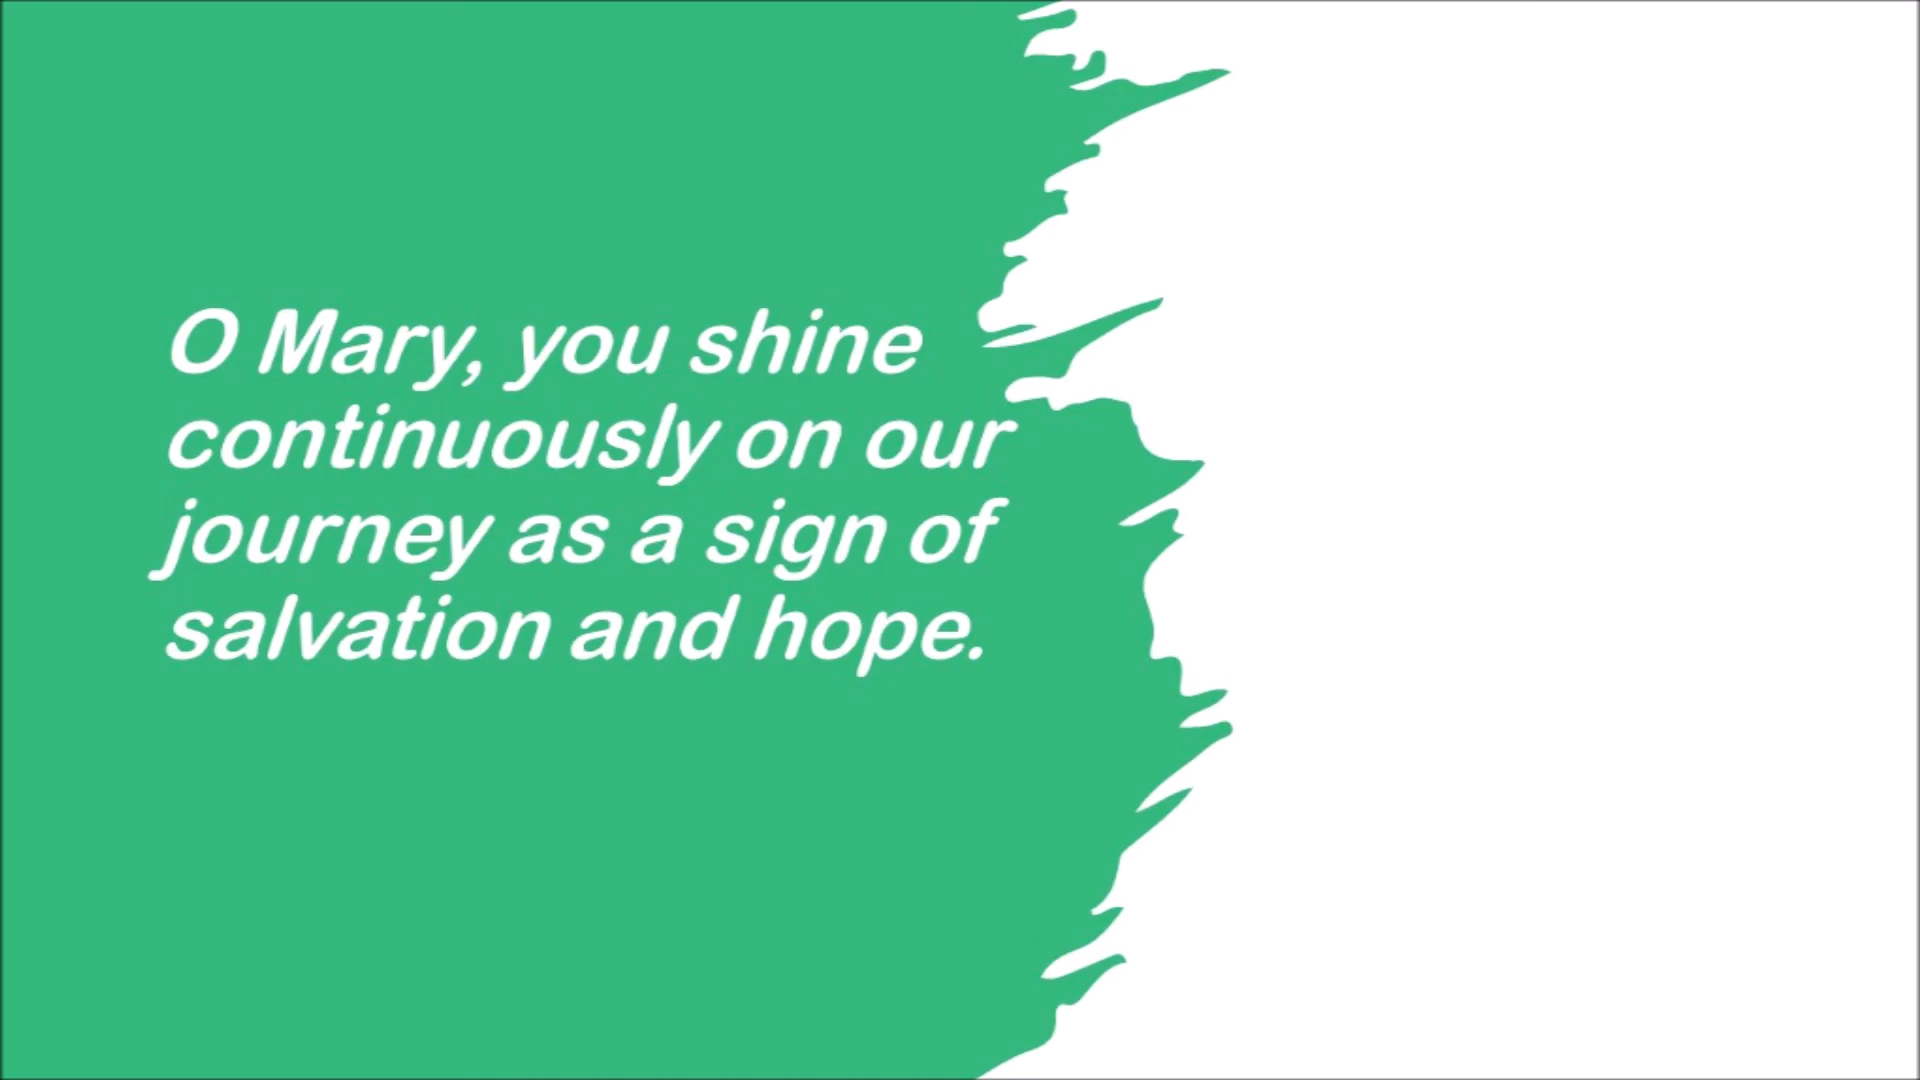 O Mary, you shine
continuously on our
journey as a sign of
salvation and hope.